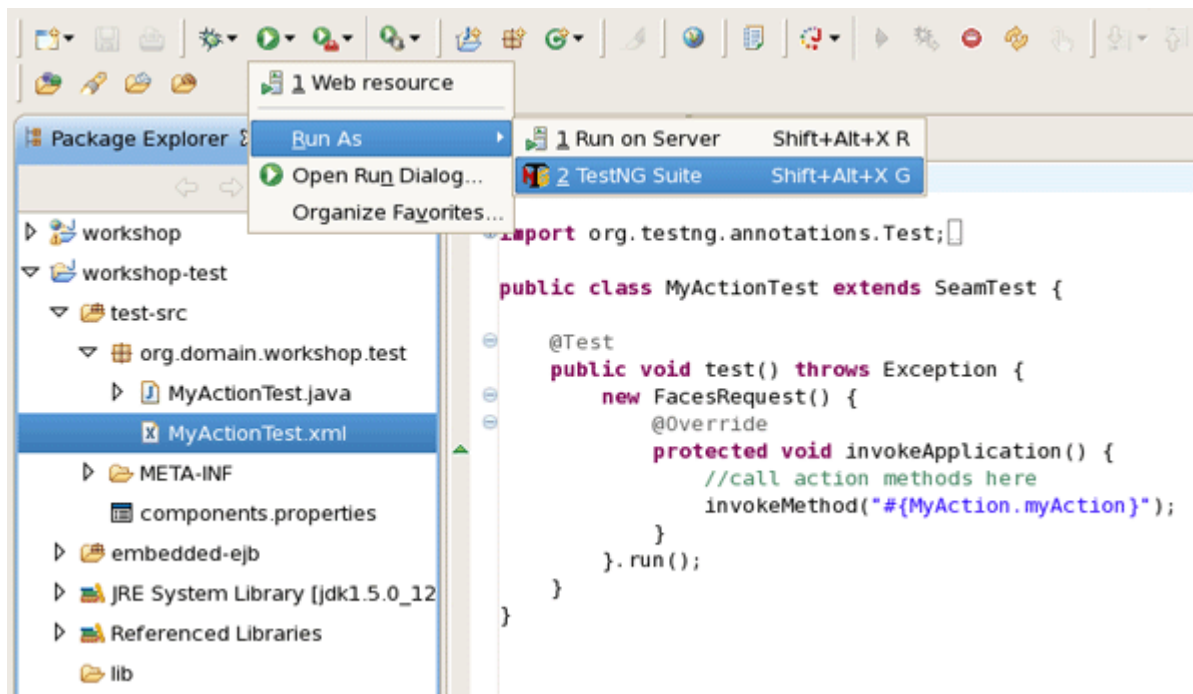 1 Web resource
Package Explorer
Run As
1 Run on Server Shift+Alt+X R
Open Run Dialog...
2 TestNG Suite Shift+Alt+X G
Organize Favorites...
workshop
workshop-test
test-src
org.domain.workshop.test
MyActionTest.java
MyActionTest.xml
META-INF
components.properties
embedded-ejb
JRE System Library [jdk1.5.0_12
Referenced Libraries
lib
import org.testng.annotations.Test;
public class MyActionTest extends SeamTest {
@Test
public void test() throws Exception {
new FacesRequest() {
@Override
protected void invokeApplication() {
//call action methods here
invokeMethod("#{MyAction.myAction}");
}
}.run();
}
}